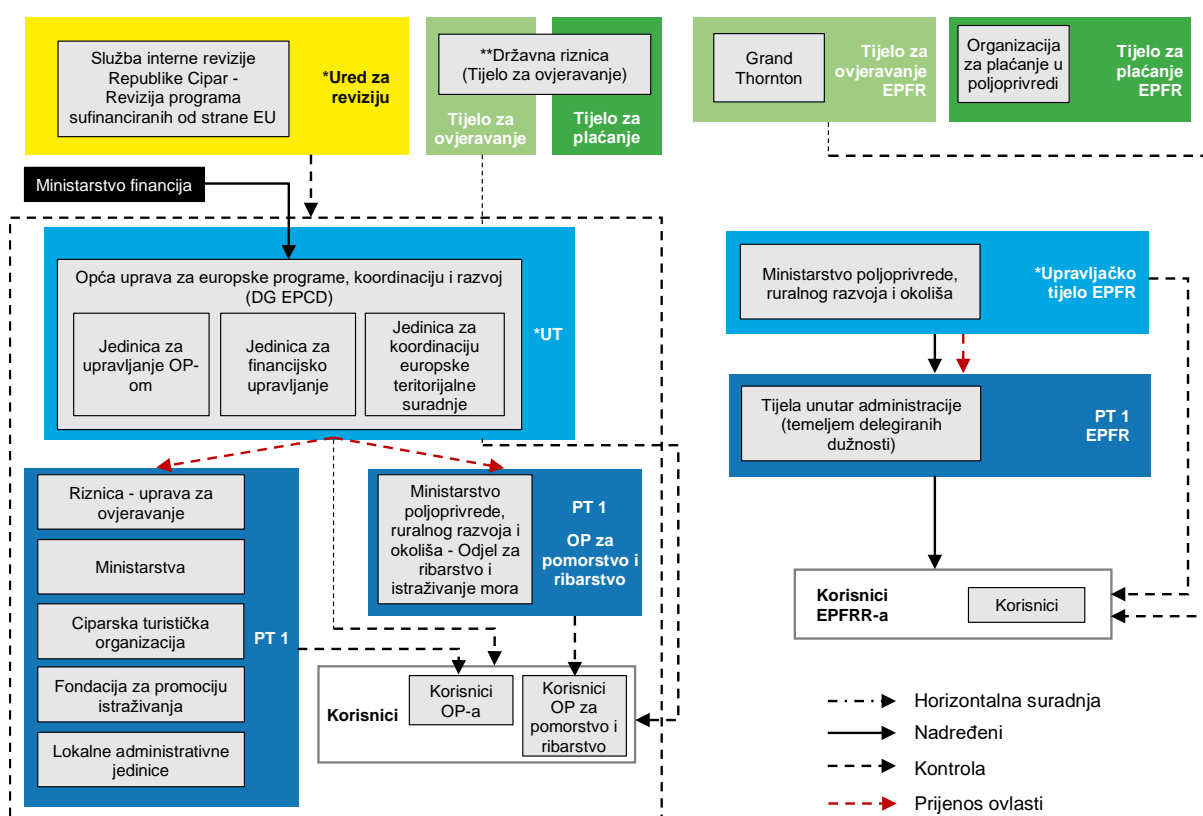 Služba interne revizije
Republike Cipar -
Revizija programa
sufinanciranih od strane EU
*Ured za
reviziju
**Državna riznica
(Tijelo za ovjeravanje)
Tijelo za
ovjeravanje
Tijelo za
plaćanje
Grand
Thornton
Tijelo za
ovjeravanje
EPFR
Organizacija
za plaćanje u
poljoprivredi
Tijelo za
plaćanje
EPFR
Ministarstvo financija
Opća uprava za europske programe, koordinaciju i razvoj
(DG EPCD)
Jedinica za
upravljanje OP-
om
Jedinica za
financijsko
upravljanje
Jedinica za
koordinaciju
europske
teritorijalne
suradnje
*UT
Ministarstvo poljoprivrede,
ruralnog razvoja i okoliša
*Upravljačko
tijelo EPFR
Tijela unutar administracije
(temeljem delegiranih
dužnosti)
PT 1
EPFR
Riznica - uprava za
ovjeravanje
Ministarstva
Ciparska turistička
organizacija
Fondacija za promociju
istraživanja
Lokalne administrativne
jedinice
PT 1
Ministarstvo
poljoprivrede,
ruralnog razvoja i
okoliša - Odjel za
ribarstvo i
istraživanje mora
PT 1
OP za
pomorstvo i
ribarstvo
Korisnici
Korisnici
OP-a
Korisnici
OP za
pomorstvo i
ribarstvo
Korisnici
EPFRR-a
Korisnici
Horizontalna suradnja
Nadređeni
Kontrola
Prijenos ovlasti